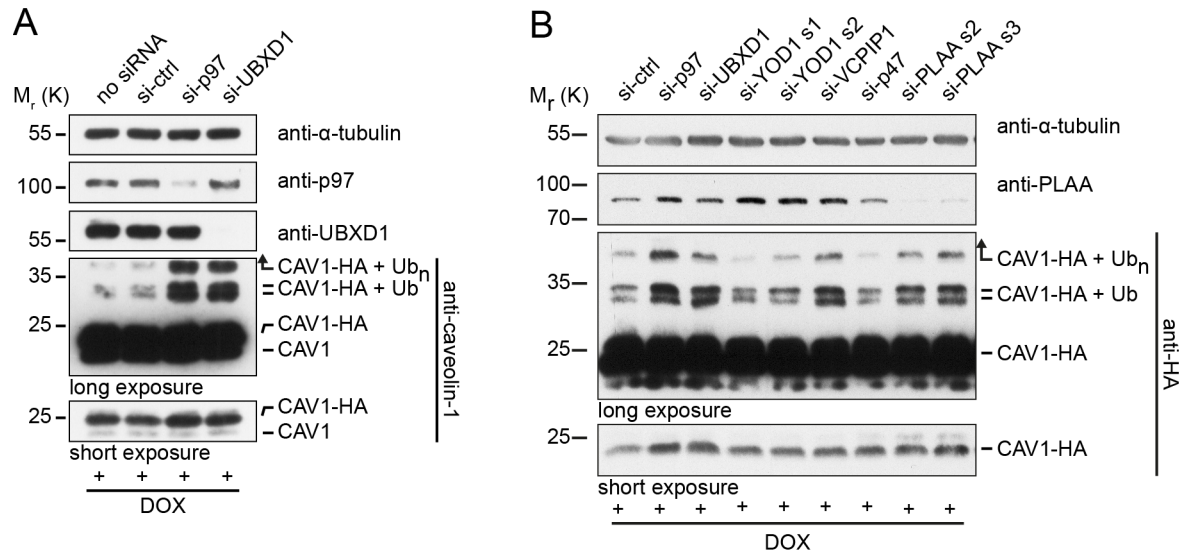 A
no siRNA
si-ctrl
si-p97
si-UBXD1
Mr (K)
55
anti-α-tubulin
100
anti-p97
55
anti-UBXD1
35
CAV1-HA + Ubn
CAV1-HA + Ub
25
CAV1-HA
CAV1
long exposure
25
CAV1-HA
CAV1
short exposure
anti-caveolin-1
+ + + +
DOX
B
si-ctrl
si-p97
si-UBXD1
si-YOD1 s1
si-YOD1 s2
si-VCPIP1
si-p47
si-PLAA s2
si-PLAA s3
Mr (K)
55
anti-α-tubulin
100
anti-PLAA
70
CAV1-HA + Ubn
35
CAV1-HA + Ub
25
CAV1-HA
long exposure
25
CAV1-HA
short exposure
anti-HA
+ + + + + + + + +
DOX